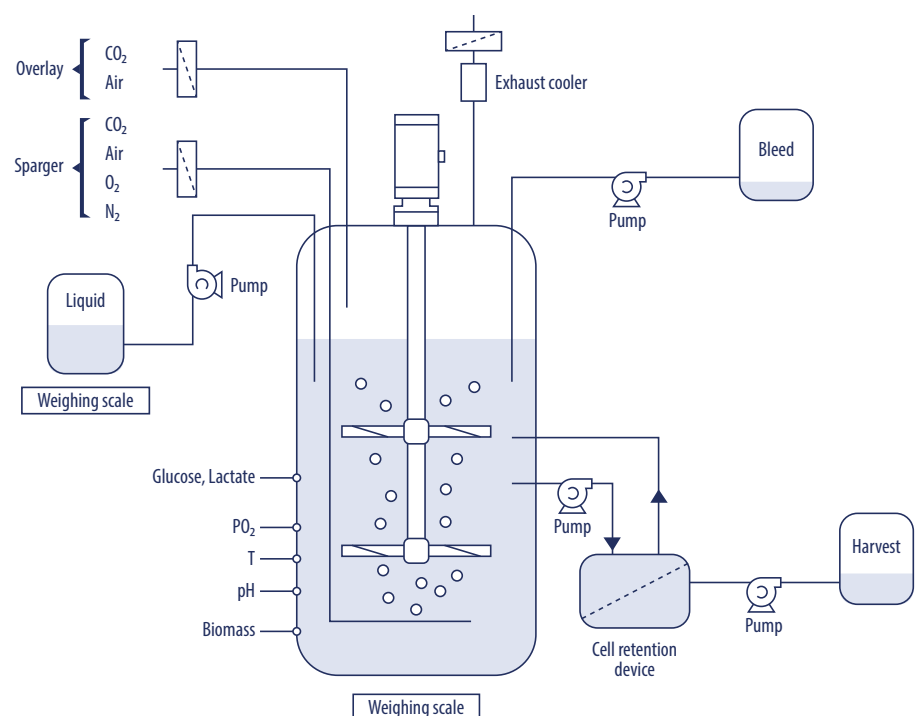 Overlay
CO₂
Air
Sparger
CO₂
Air
O₂
N₂
Exhaust cooler
Bleed
Pump
Liquid
Pump
Weighing scale
Glucose, Lactate
PO₂
T
pH
Biomass
Pump
Harvest
Pump
Cell retention
device
Weighing scale